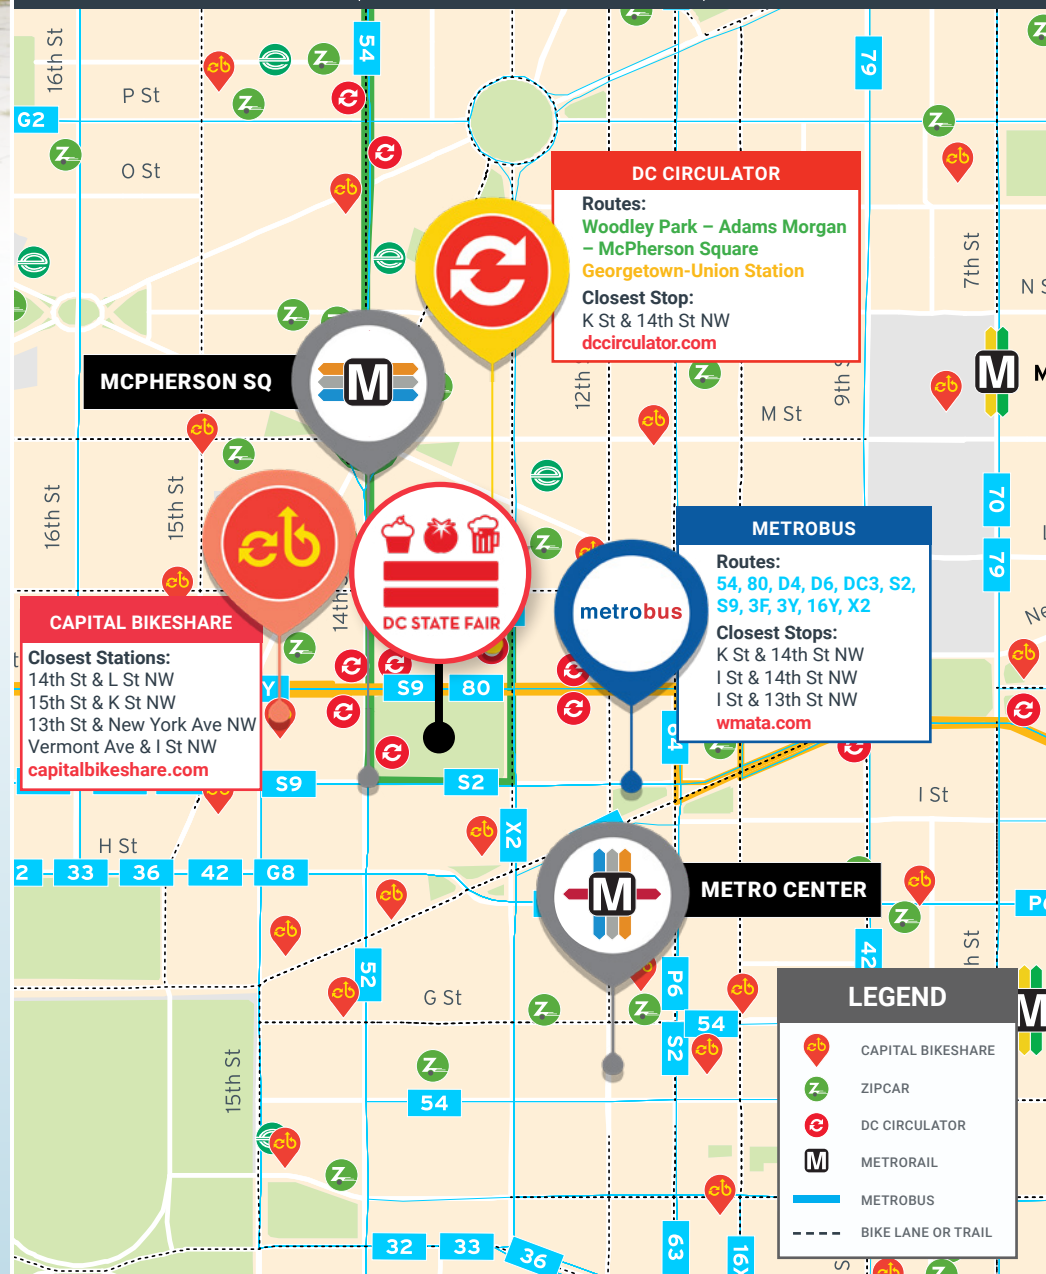 16th St
54
79
P St
G2
O St
DC CIRCULATOR
Routes:
Woodley Park – Adams Morgan
– McPherson Square
Georgetown-Union Station
Closest Stop:
K St & 14th St NW
dccirculator.com
7th St
N S
MCPHERSON SQ
M
12th
9th S
M
M
M St
16th St
15th St
70
79
METROBUS
Routes:
54, 80, D4, D6, DC3, S2,
S9, 3F, 3Y, 16Y, X2
Closest Stops:
K St & 14th St NW
I St & 14th St NW
I St & 13th St NW
wmata.com
metrobus
DC STATE FAIR
14th
CAPITAL BIKESHARE
Closest Stations:
14th St & L St NW
15th St & K St NW
13th St & New York Ave NW
Vermont Ave & I St NW
capitalbikeshare.com
Ne
Y
S9
80
S9
S2
I St
X2
H St
2
33
36
42
G8
M
METRO CENTER
P6
42
h St
52
G St
P6
54
S2
15th St
54
LEGEND
CAPITAL BIKESHARE
ZIPCAR
DC CIRCULATOR
M
METRORAIL
METROBUS
BIKE LANE OR TRAIL
M
32
33
36
63
16X
S